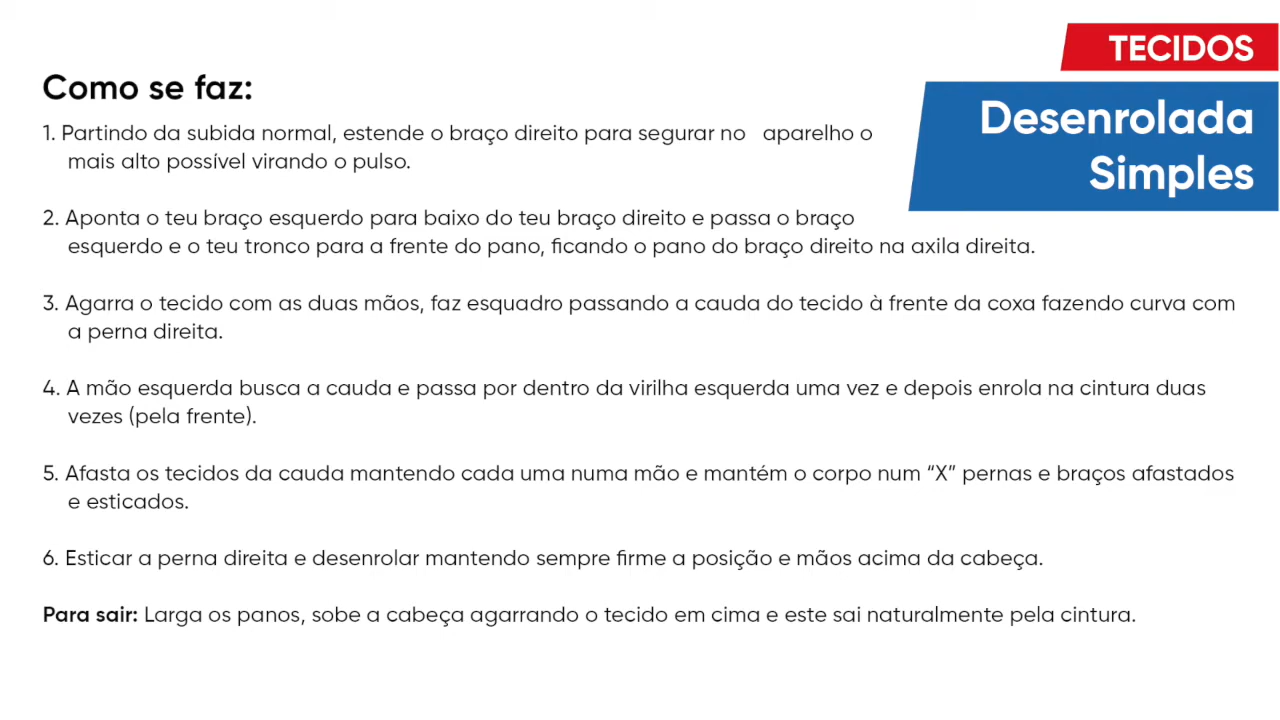 TECIDOS
Desenrolada
Simples
Como se faz:
1. Partindo da subida normal, estende o braço direito para segurar no aparelho o
mais alto possível virando o pulso.
2. Aponta o teu braço esquerdo para baixo do teu braço direito e passa o braço
esquerdo e o teu tronco para a frente do pano, ficando o pano do braço direito na axila direita.
3. Agarra o tecido com as duas mãos, faz esquadro passando a cauda do tecido à frente da coxa fazendo curva com
a perna direita.
4. A mão esquerda busca a cauda e passa por dentro da virilha esquerda uma vez e depois enrola na cintura duas
vezes (pela frente).
5. Afasta os tecidos da cauda mantendo cada uma numa mão e mantém o corpo num “X” pernas e braços afastados
e esticados.
6. Esticar a perna direita e desenrolar mantendo sempre firme a posição e mãos acima da cabeça.
Para sair: Larga os panos, sobe a cabeça agarrando o tecido em cima e este sai naturalmente pela cintura.